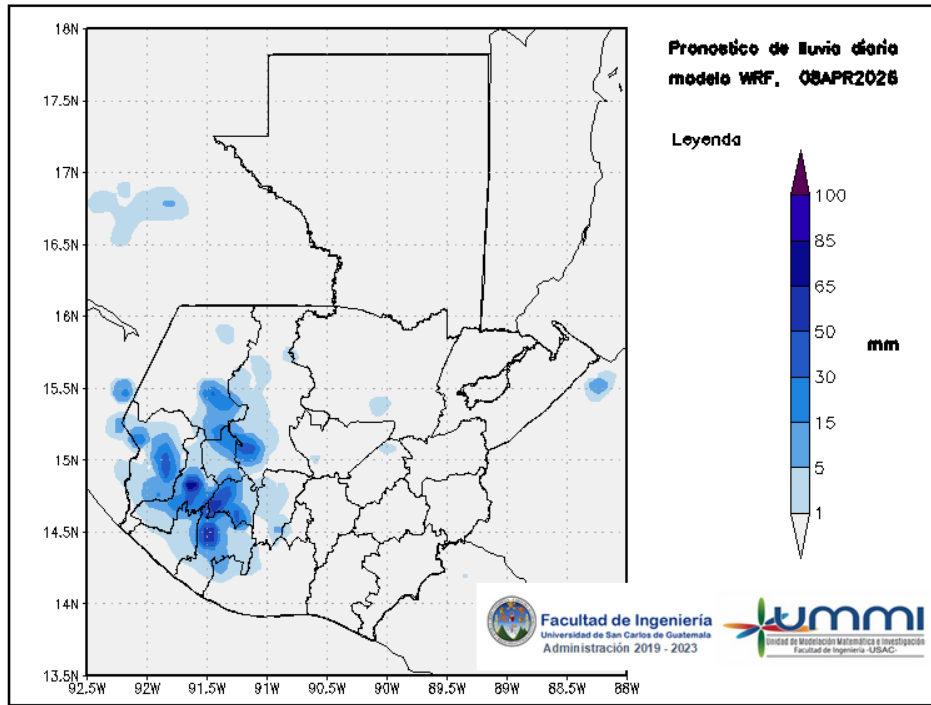 Pronostico de lluvia diaria
modelo WRF, 08APR2026
Leyenda
100
85
65
50
30
15
5
1
mm
18N
17.5N
17N
16.5N
16N
15.5N
15N
14.5N
14N
13.5N
92.5W 92W 91.5W 91W 90.5W 90W 89.5W 89W 88.5W 88W
Facultad de Ingeniería
Universidad de San Carlos de Guatemala
Administración 2019 - 2023
ummi
Unidad de Modelación Matemática e Investigación
Facultad de Ingeniería -USAC-